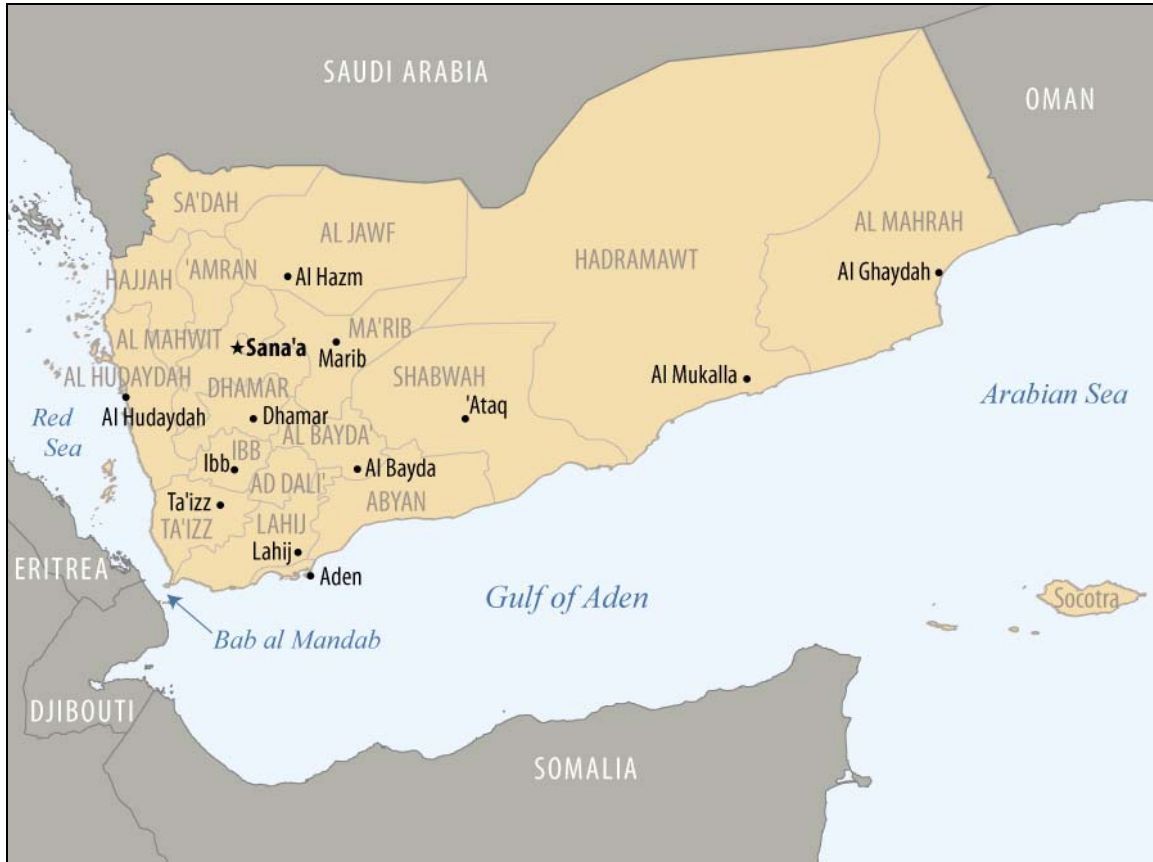 SAUDI ARABIA
OMAN
SA'DAH
AL JAWF
AL MAHRAH
HADRAMAWT
'AMRAN
HAJJAH
Al Hazm
Al Ghaydah
AL MAHWIT
MA'RIB
Sana'a
Marib
AL HUDAYDAH
DHAMAR
SHABWAH
Al Mukalla
Arabian Sea
Red
Sea
Al Hudaydah
Dhamar
'Ataq
AL BAYDA'
IBB
Ibb
Al Bayda
AD DALI'
Ta'izz
ABYAN
TA'IZZ
LAHIJ
Lahij
ERITREA
Aden
Gulf of Aden
Socotra
Bab al Mandab
DJIBOUTI
SOMALIA